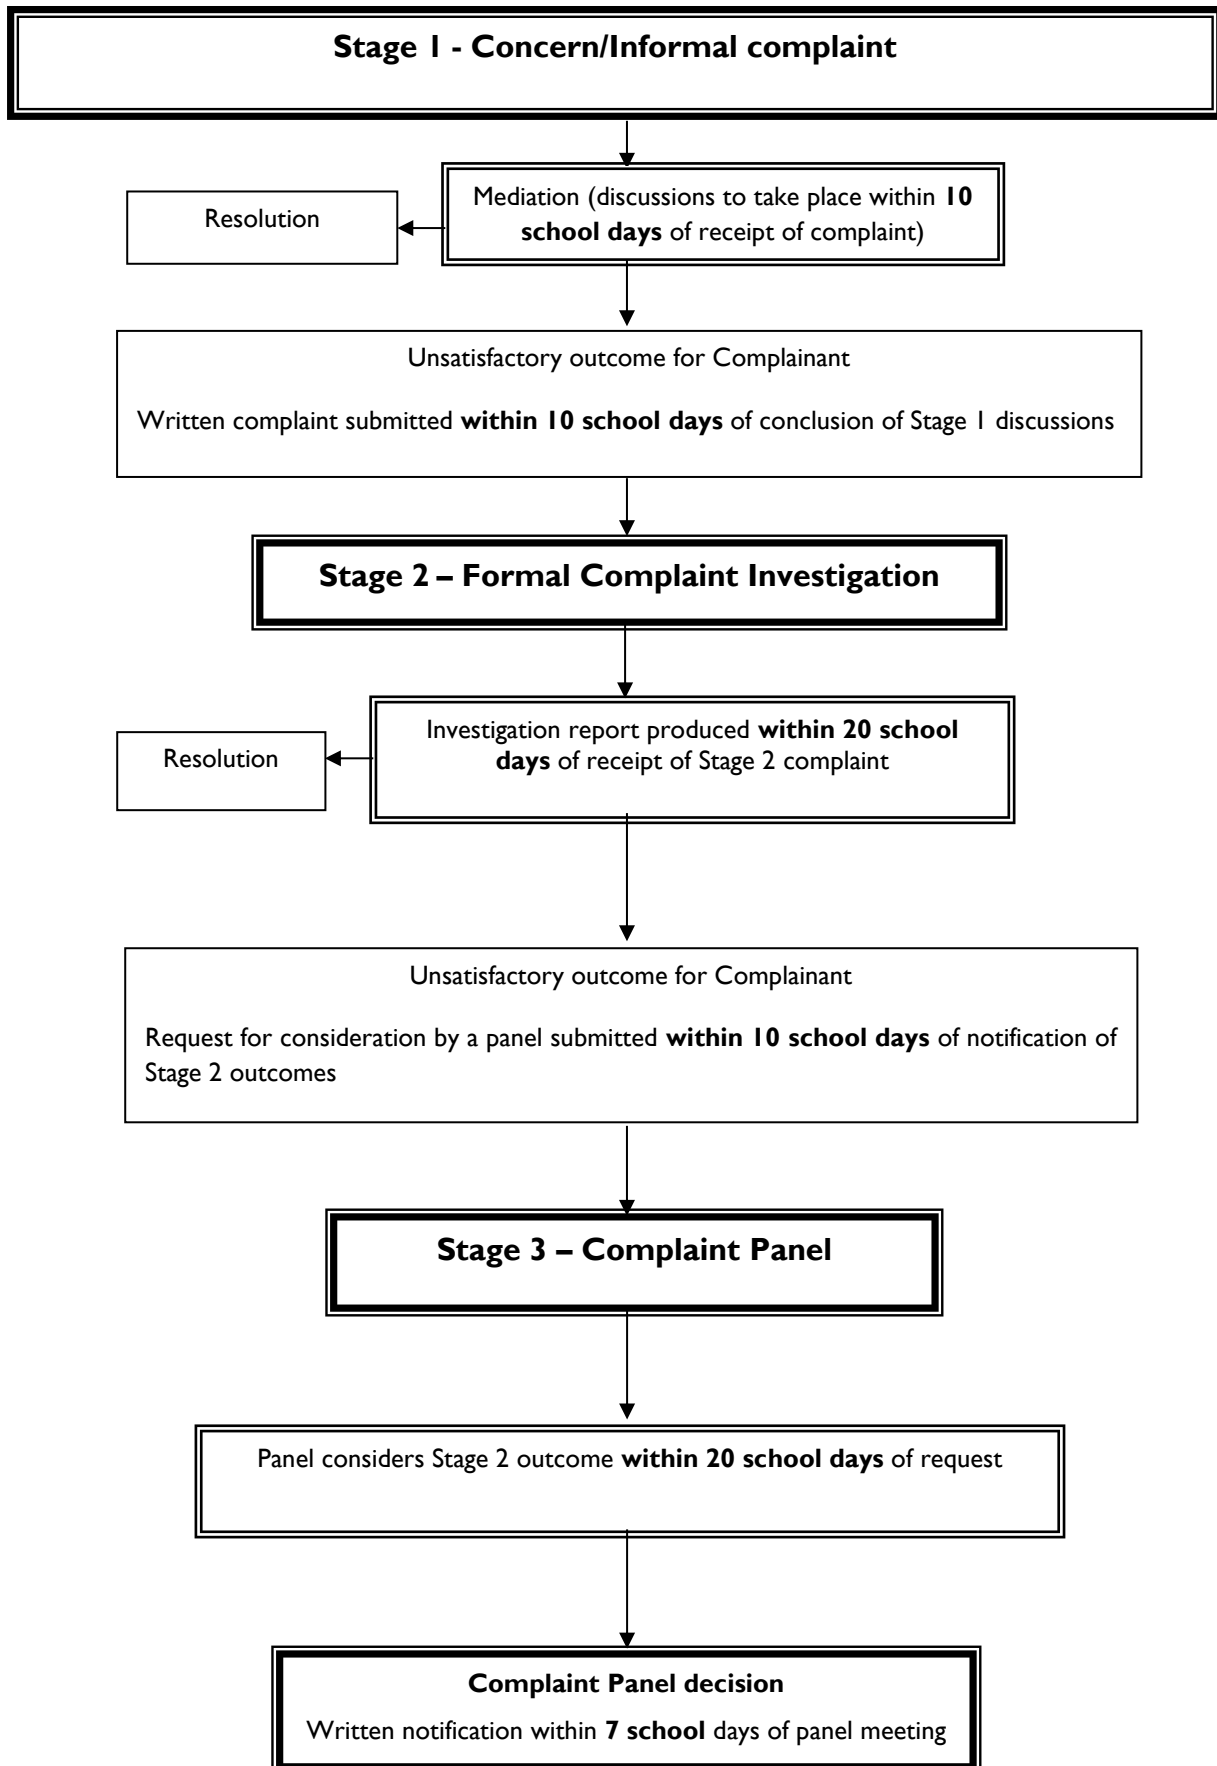 Stage 1 - Concern/Informal complaint
Mediation (discussions to take place within 10
school days of receipt of complaint)
Resolution
Unsatisfactory outcome for Complainant
Written complaint submitted within 10 school days of conclusion of Stage 1 discussions
Stage 2 – Formal Complaint Investigation
Investigation report produced within 20 school
days of receipt of Stage 2 complaint
Resolution
Unsatisfactory outcome for Complainant
Request for consideration by a panel submitted within 10 school days of notification of
Stage 2 outcomes
Stage 3 – Complaint Panel
Panel considers Stage 2 outcome within 20 school days of request
Complaint Panel decision
Written notification within 7 school days of panel meeting